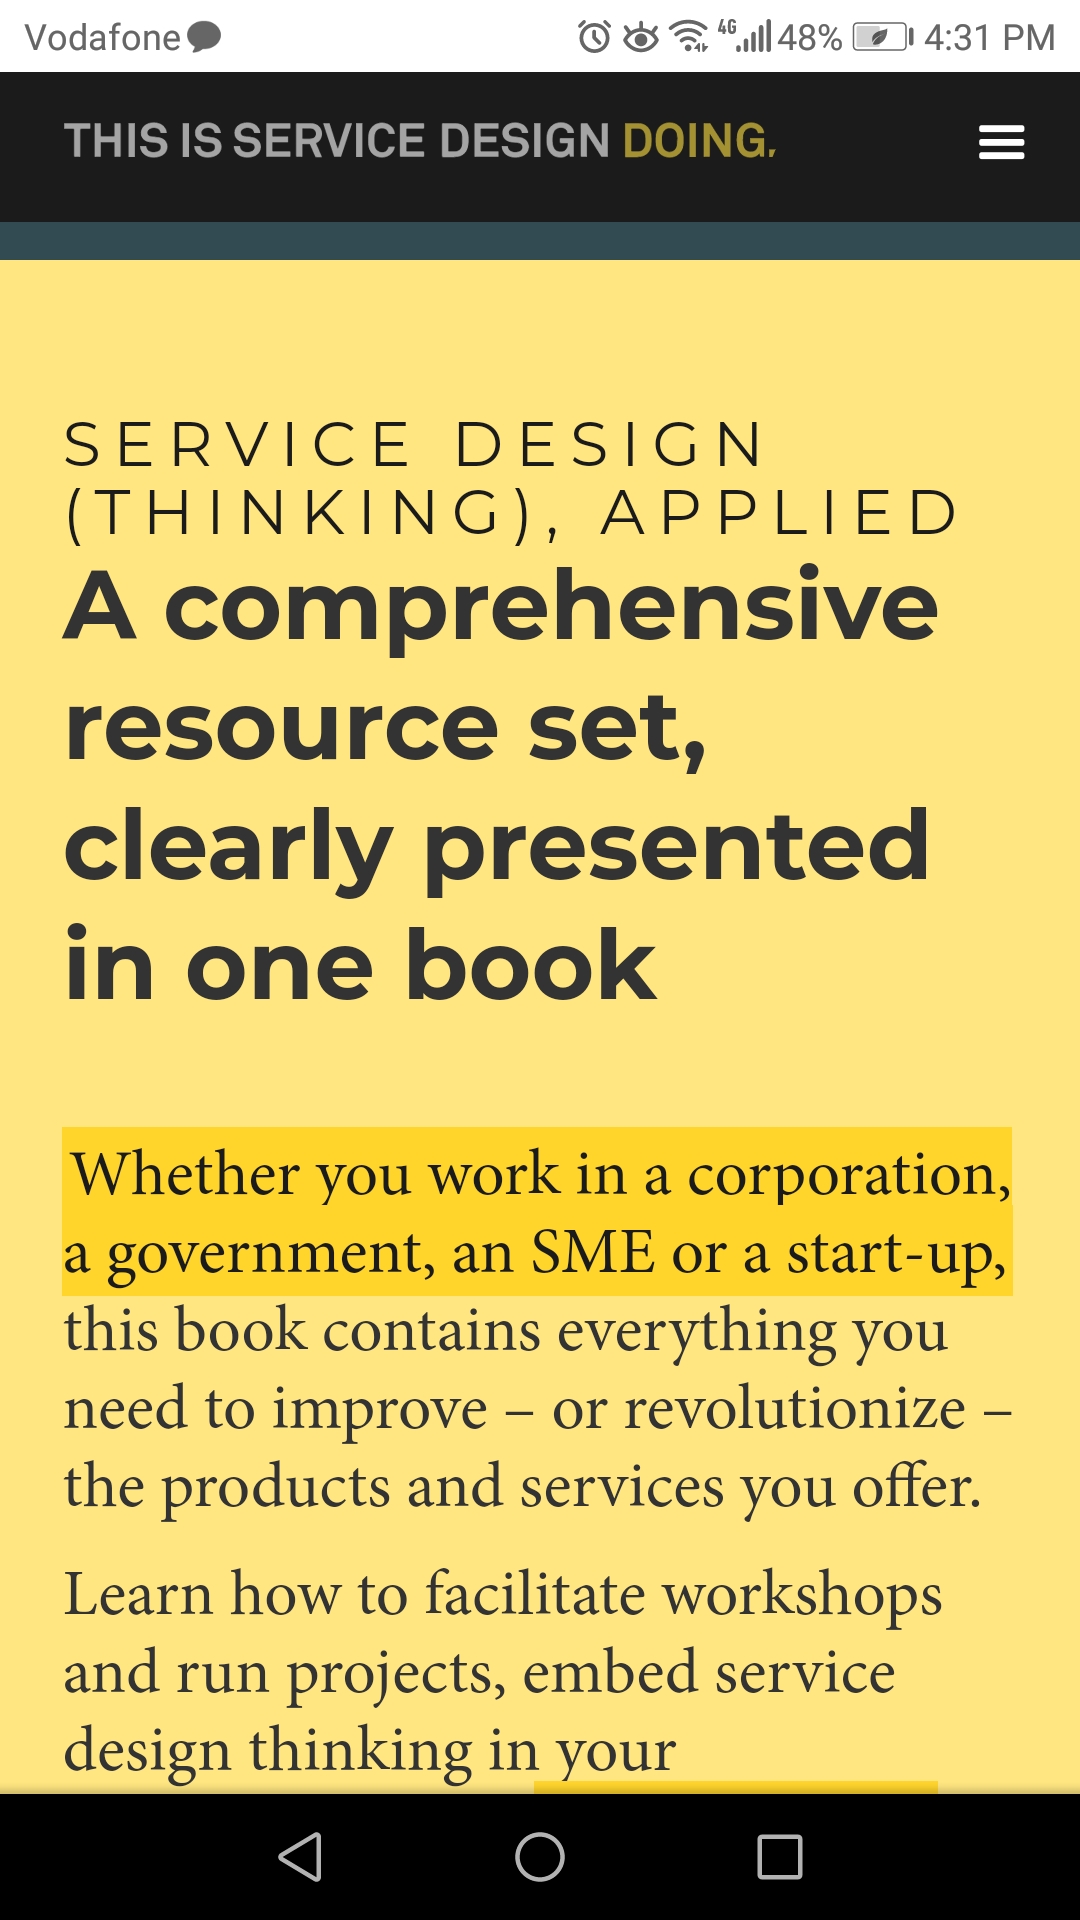 Vodafone 4G 48% 4:31 PM
THIS IS SERVICE DESIGN DOING.
SERVICE DESIGN
(THINKING), APPLIED
A comprehensive
resource set,
clearly presented
in one book
Whether you work in a corporation,
a government, an SME or a start-up,
this book contains everything you
need to improve – or revolutionize –
the products and services you offer.
Learn how to facilitate workshops
and run projects, embed service
design thinking in your